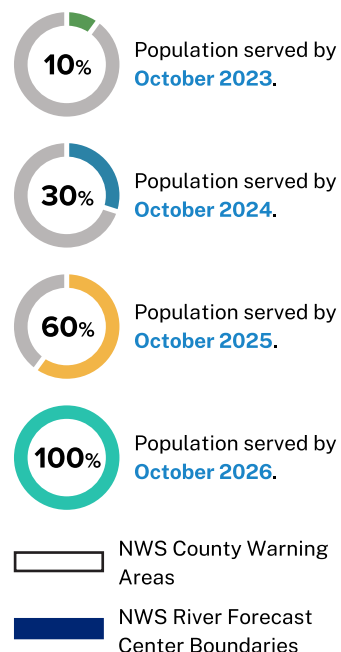 10%
Population served by
October 2023.
30%
Population served by
October 2024.
60%
Population served by
October 2025.
100%
Population served by
October 2026.
NWS County Warning
Areas
NWS River Forecast
Center Boundaries